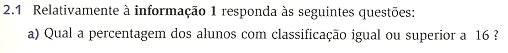 2.1 Relativamente à informação 1 responda às seguintes questões:
a) Qual a percentagem dos alunos com classificação igual ou superior a 16 ?